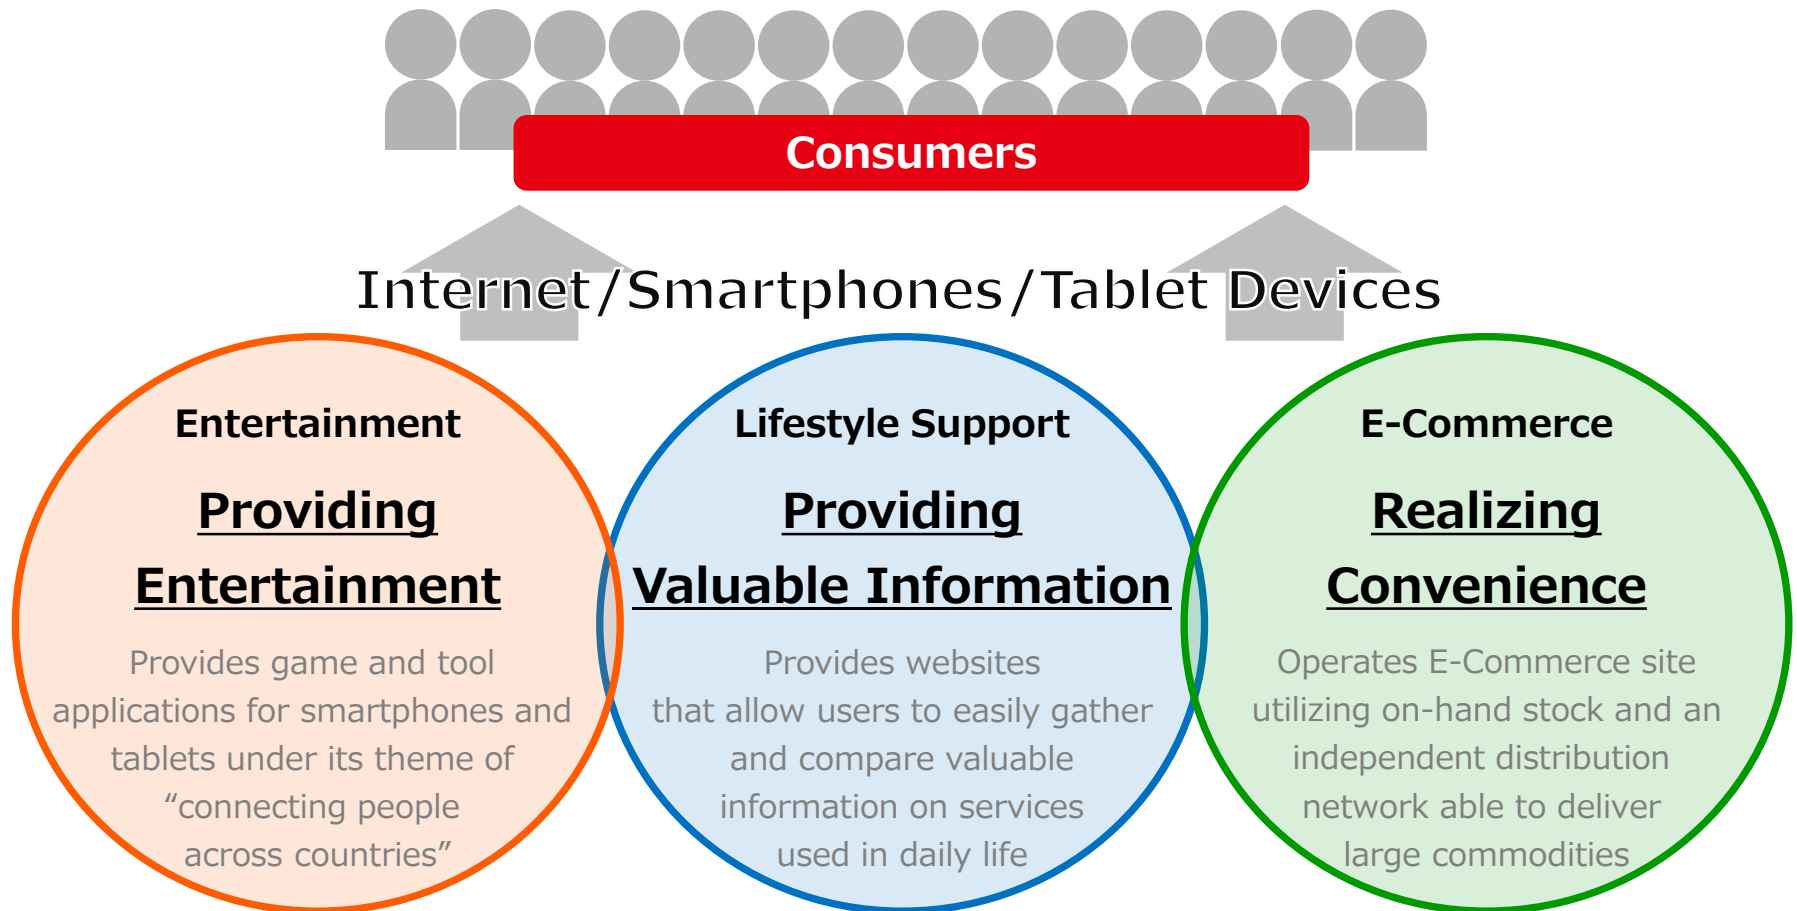 Consumers
Internet/Smartphones/Tablet Devices
Entertainment
Providing
Entertainment
Provides game and tool
applications for smartphones and
tablets under its theme of
“connecting people
across countries”
Lifestyle Support
Providing
Valuable Information
Provides websites
that allow users to easily gather
and compare valuable
information on services
used in daily life
E-Commerce
Realizing
Convenience
Operates E-Commerce site
utilizing on-hand stock and an
independent distribution
network able to deliver
large commodities